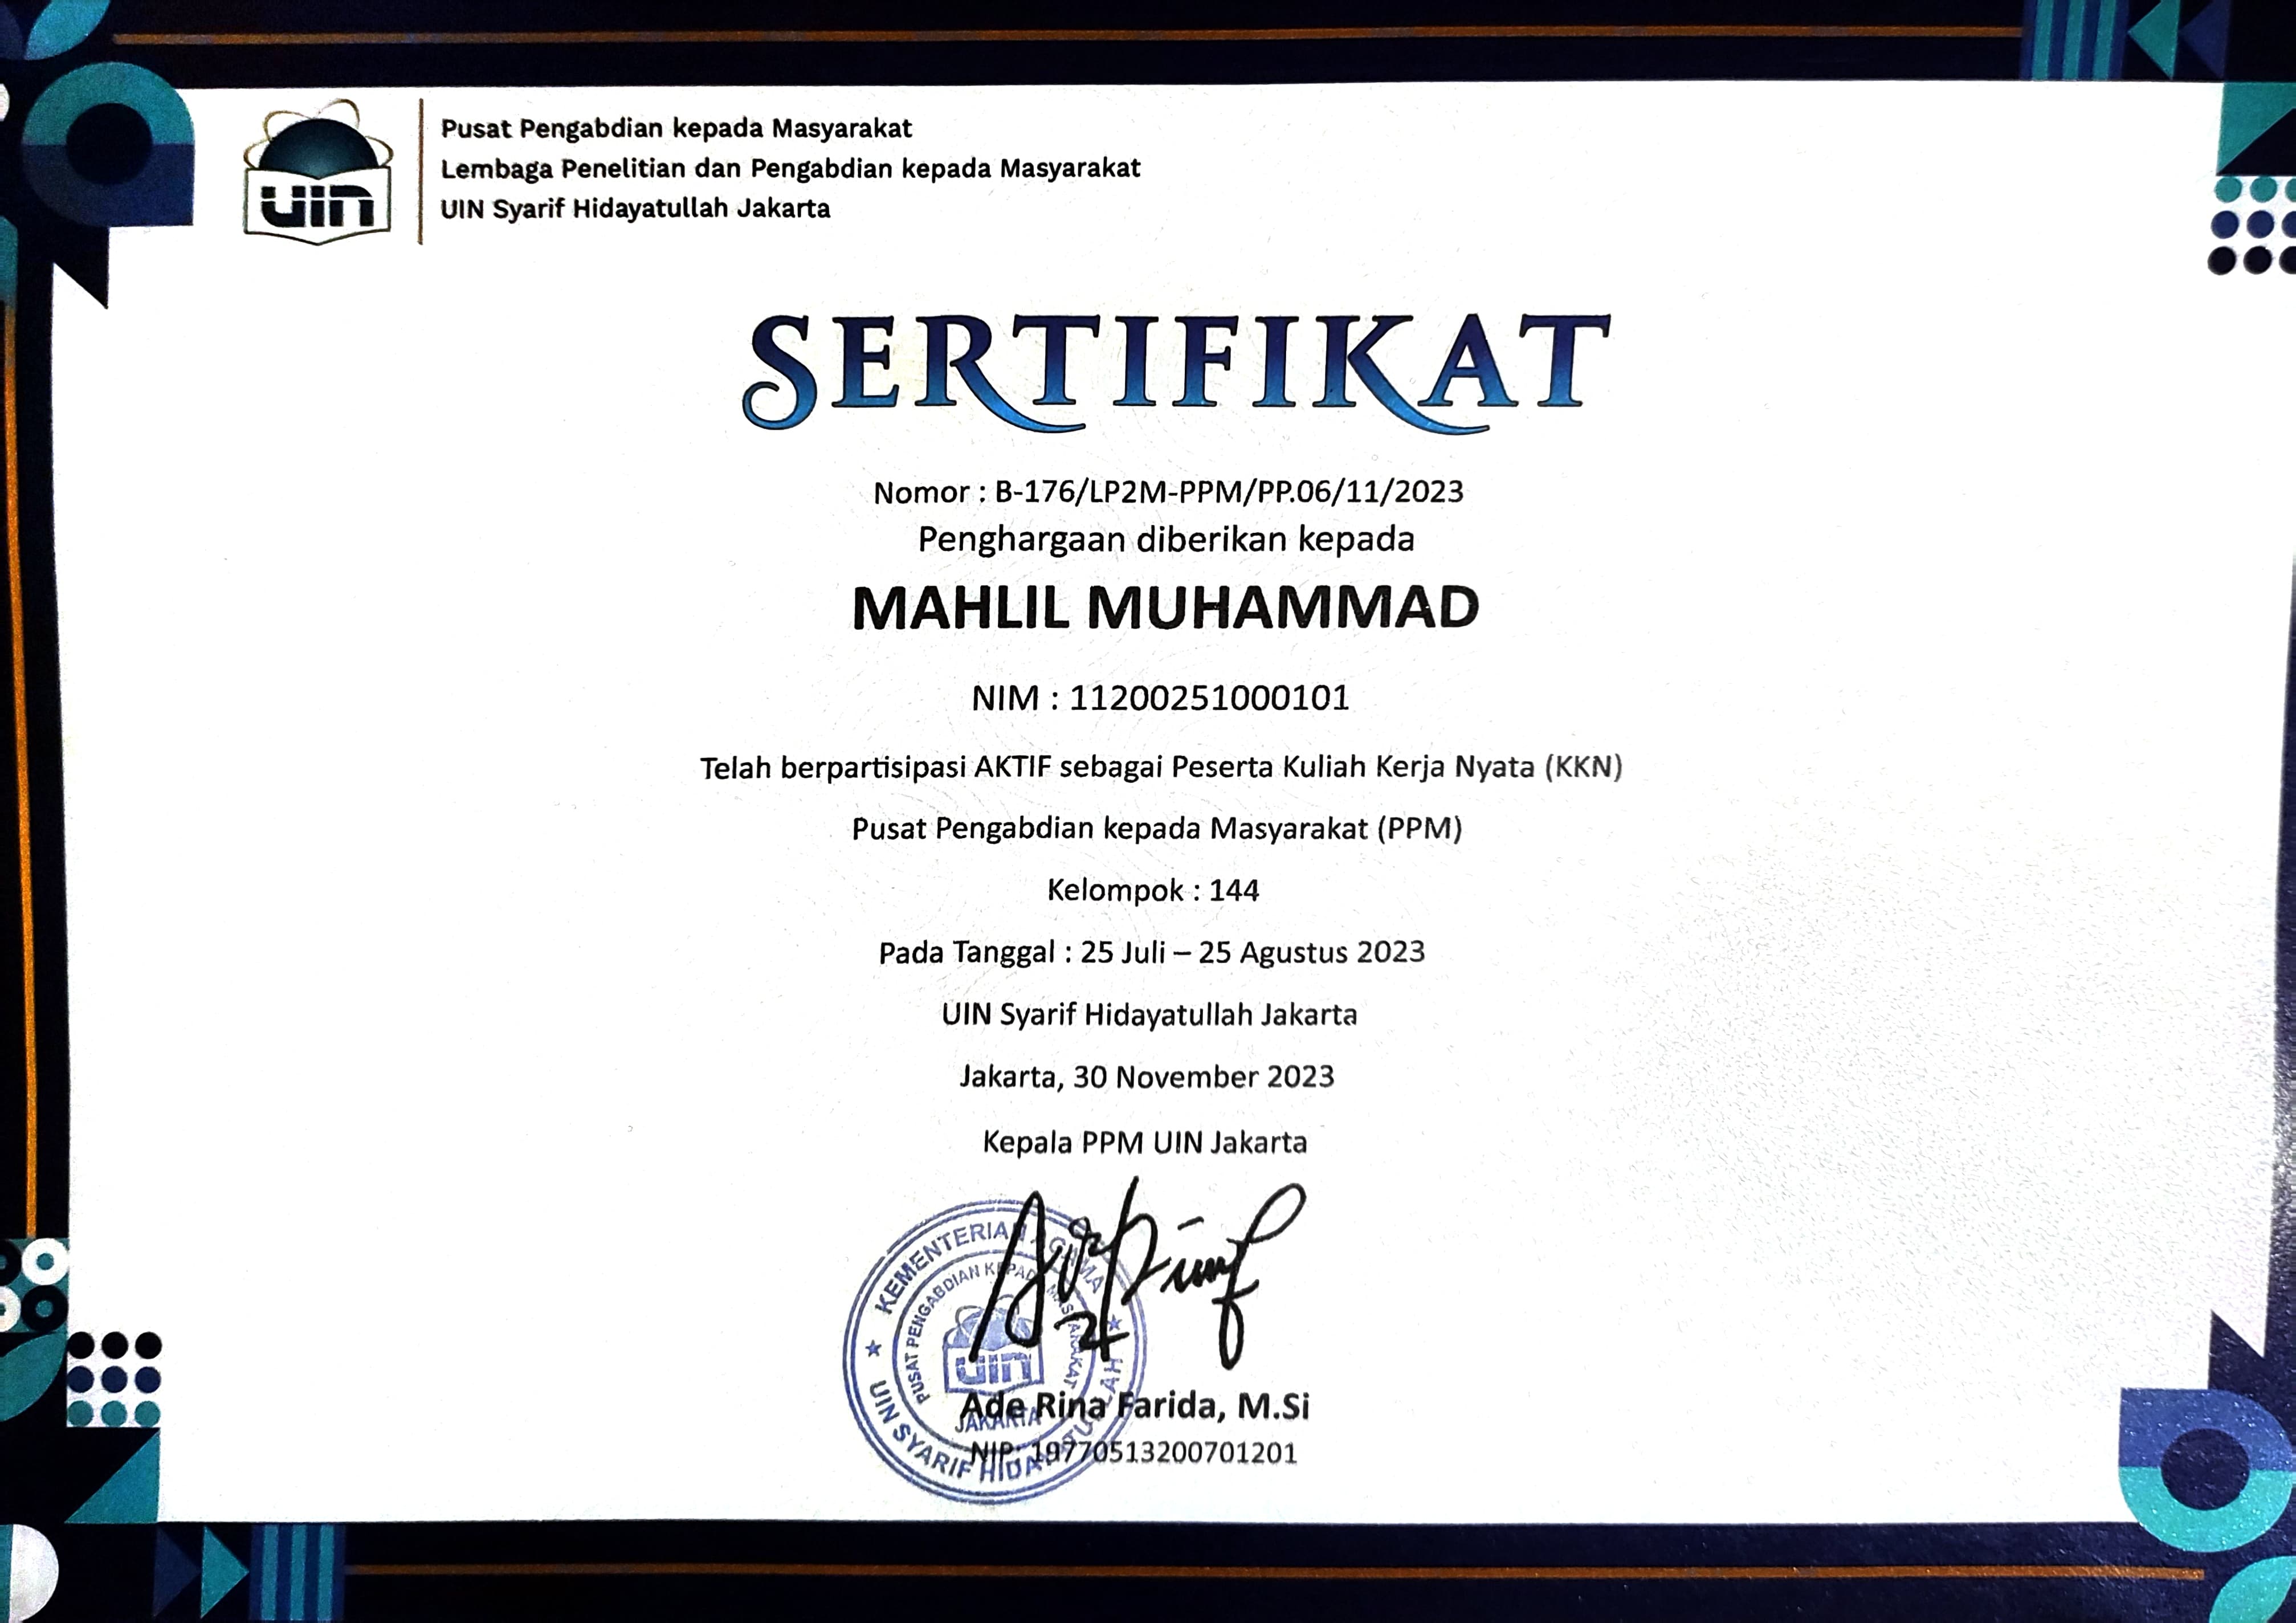 uin
Pusat Pengabdian kepada Masyarakat
Lembaga Penelitian dan Pengabdian kepada Masyarakat
UIN Syarif Hidayatullah Jakarta
SERTIFIKAT
Nomor : B-176/LP2M-PPM/PP.06/11/2023
Penghargaan diberikan kepada
MAHLIL MUHAMMAD
NIM : 11200251000101
Telah berpartisipasi AKTIF sebagai Peserta Kuliah Kerja Nyata (KKN)
Pusat Pengabdian kepada Masyarakat (PPM)
Kelompok : 144
Pada Tanggal : 25 Juli – 25 Agustus 2023
UIN Syarif Hidayatullah Jakarta
Jakarta, 30 November 2023
Kepala PPM UIN Jakarta
KEMENTERIAN AGAMA
PUSAT PENGABDIAN KEPADA MASYARAKAT
uin
JAKARTA
UIN SYARIF HIDAYATULLAH
Ade Rina Farida, M.Si
NIP: 19770513200701201